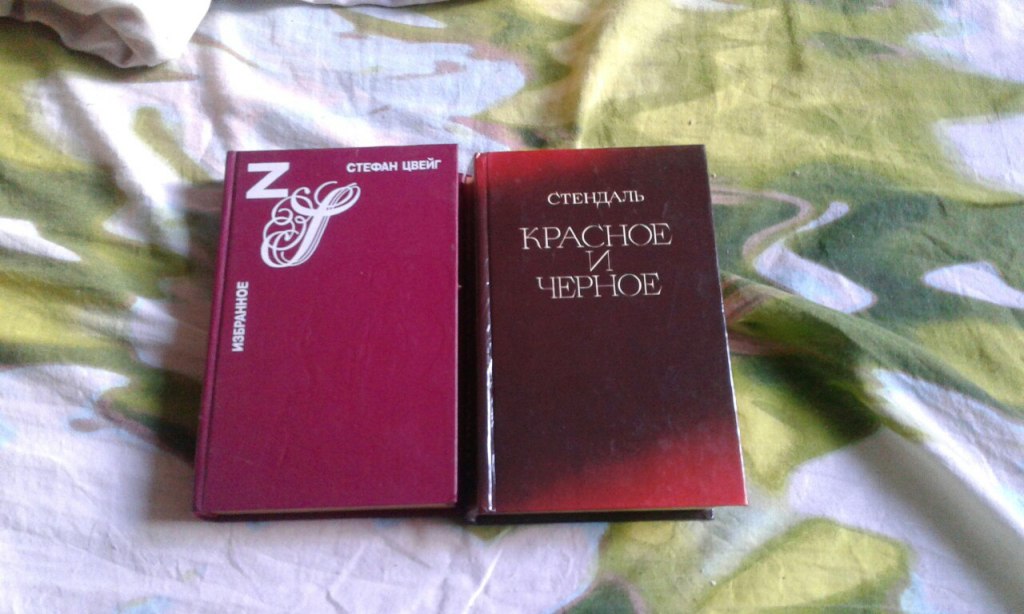 СТЕФАН ЦВЕЙГ
Z
S
ИЗБРАННОЕ
СТЕНДАЛЬ
КРАСНОЕ
И
ЧЕРНОЕ